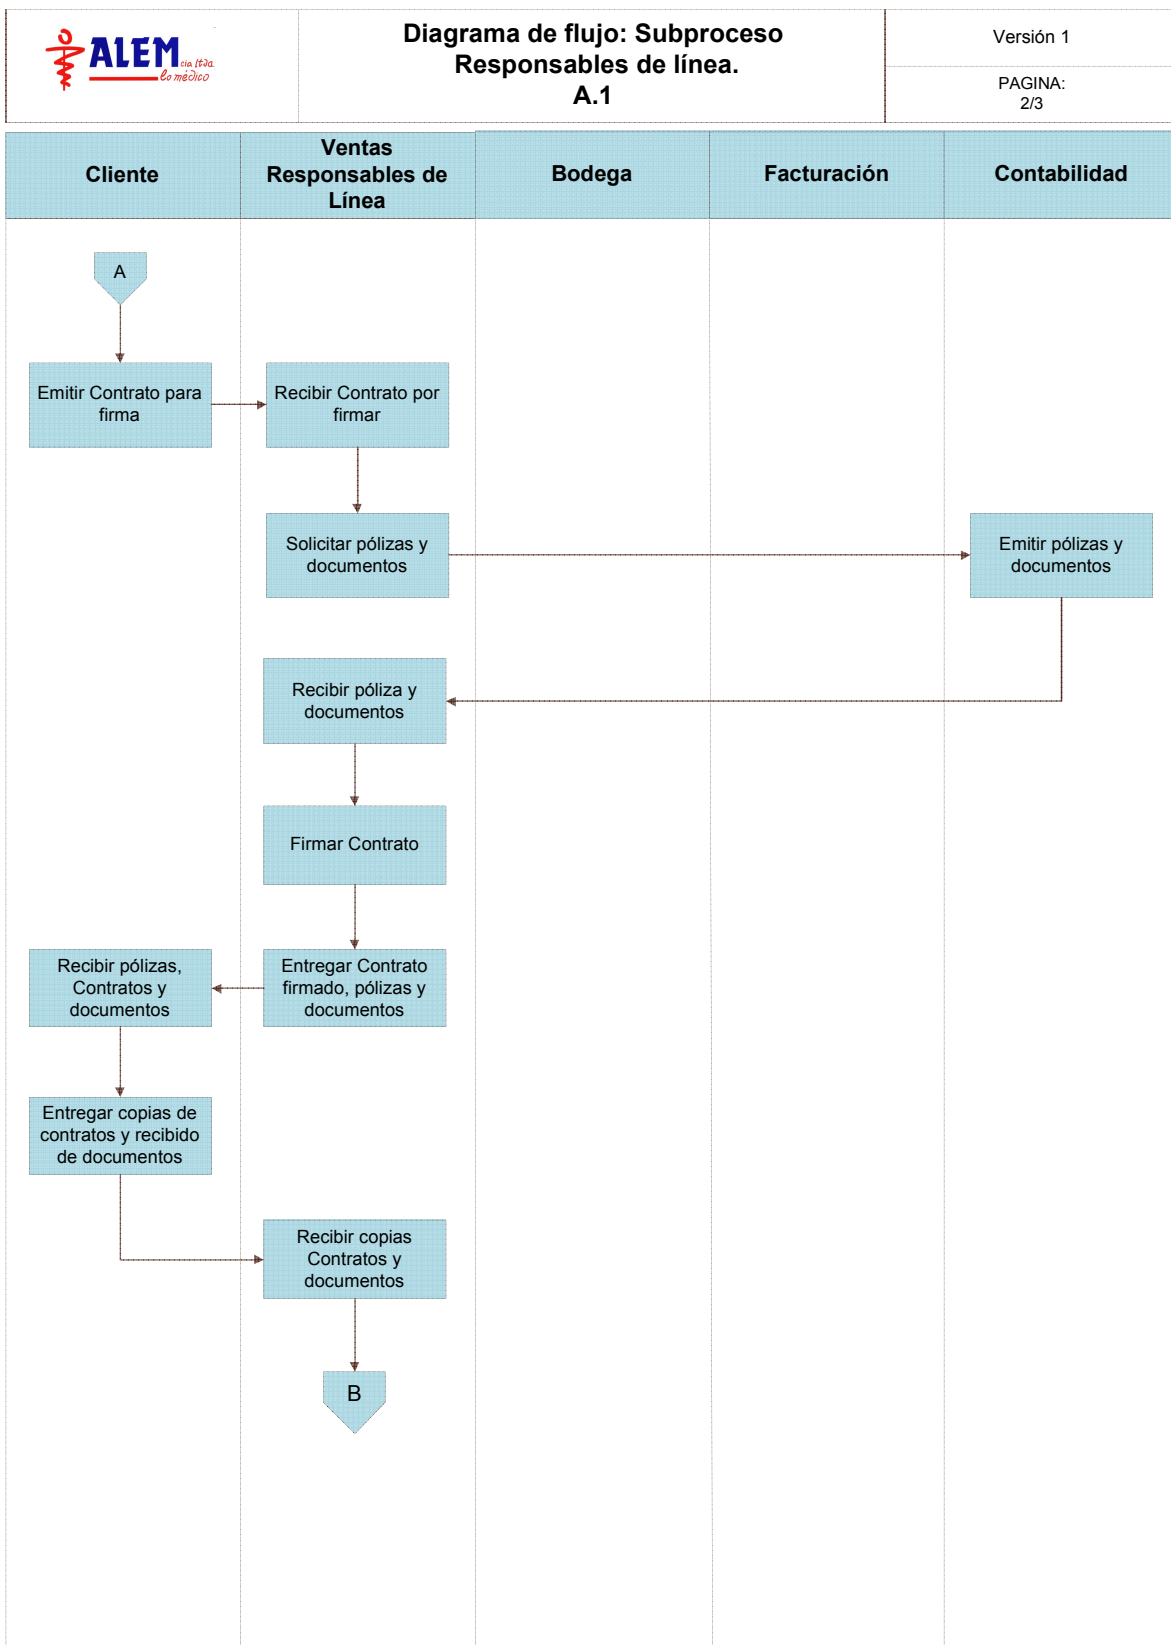 ALEM
cia ltda.
lo médico
Diagrama de flujo: Subproceso
Responsables de línea.
A.1
Versión 1
PAGINA:
2/3
Cliente
Ventas
Responsables de
Línea
Bodega
Facturación
Contabilidad
A
Emitir Contrato para
firma
Recibir Contrato por
firmar
Solicitar pólizas y
documentos
Emitir pólizas y
documentos
Recibir póliza y
documentos
Firmar Contrato
Entregar Contrato
firmado, pólizas y
documentos
Recibir pólizas,
Contratos y
documentos
Entregar copias de
contratos y recibido
de documentos
Recibir copias
Contratos y
documentos
B